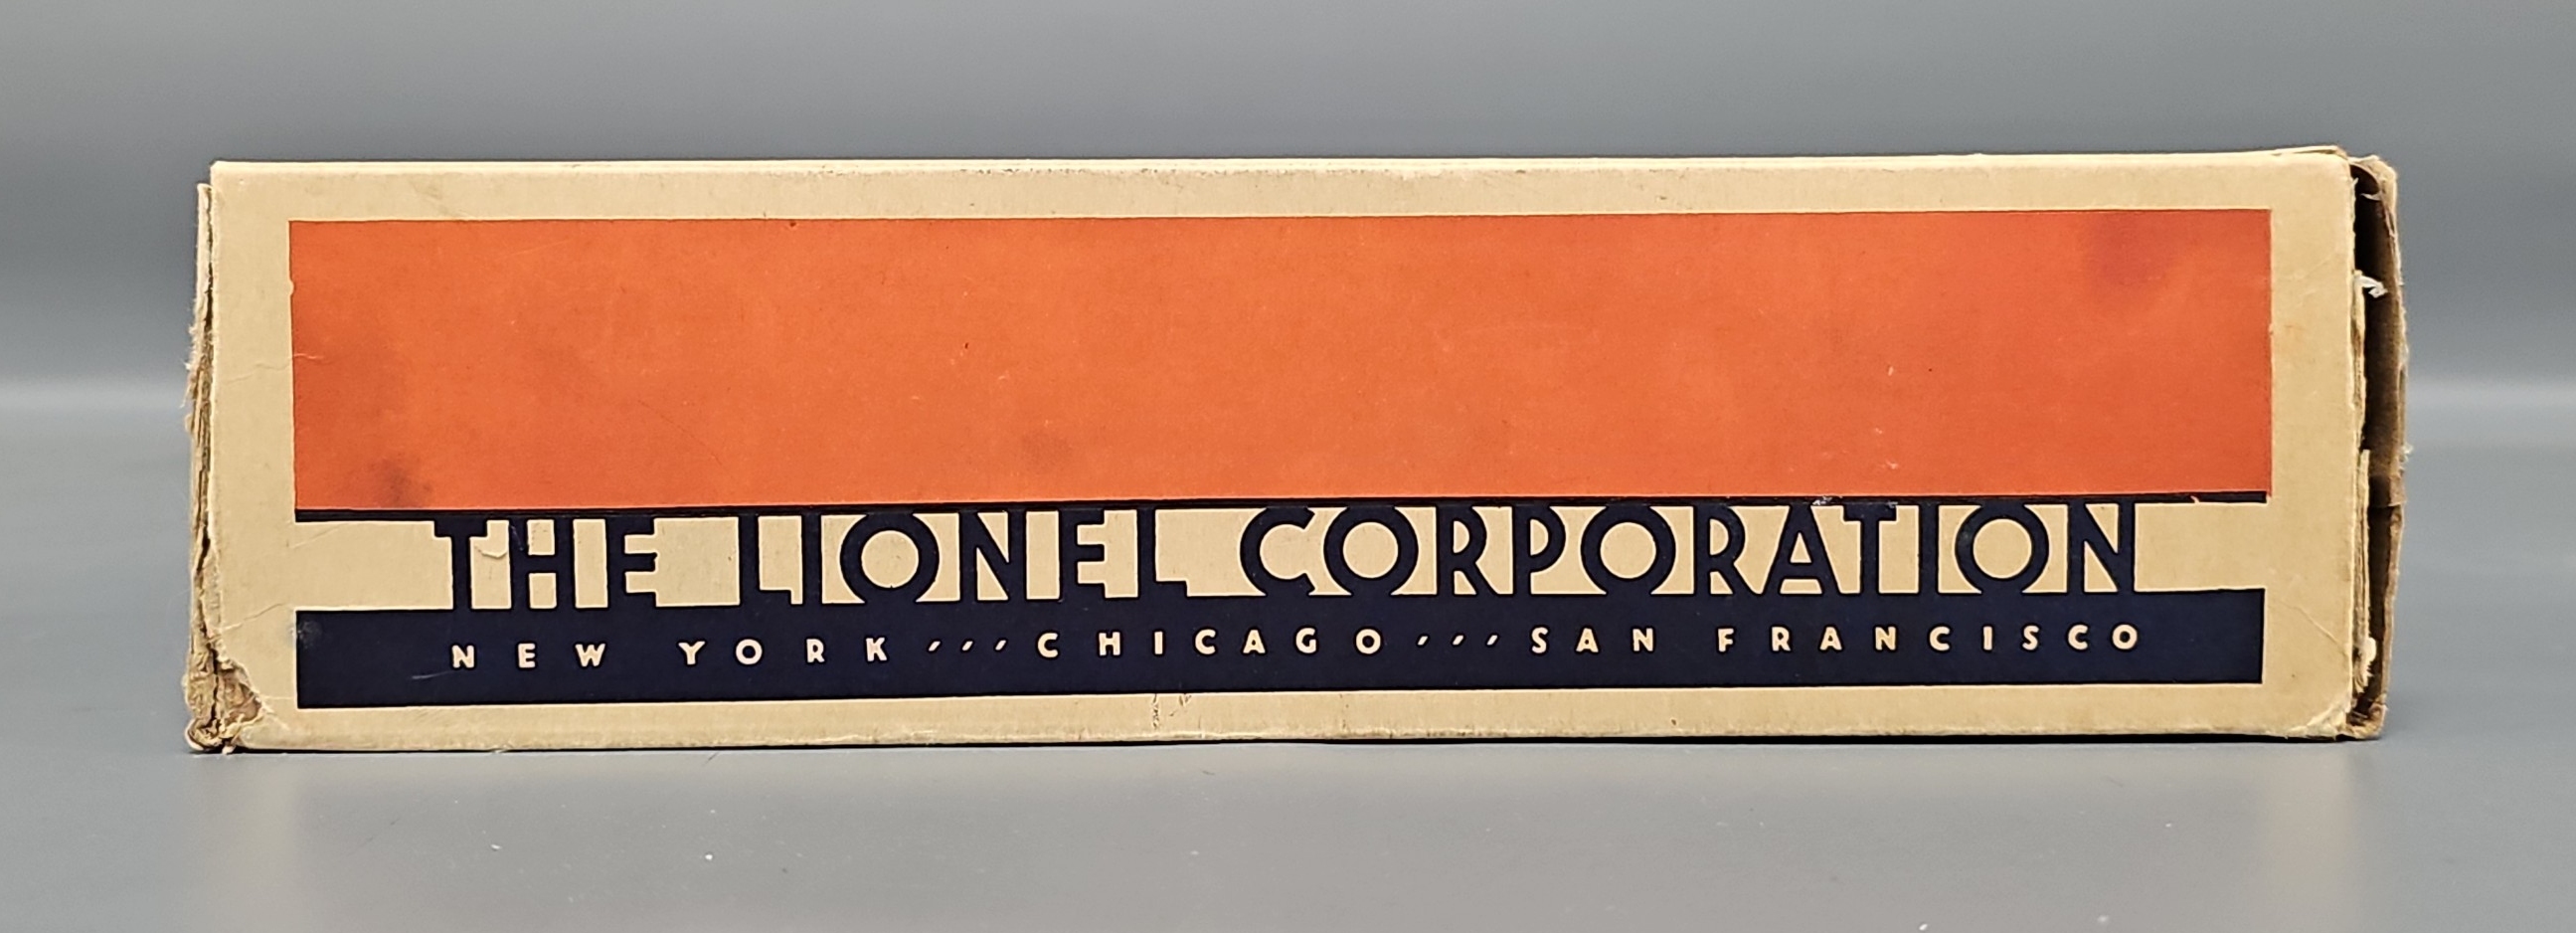 THE LIONEL CORPORATION
NEW YORK ′′′ CHICAGO ′′′ SAN FRANCISCO